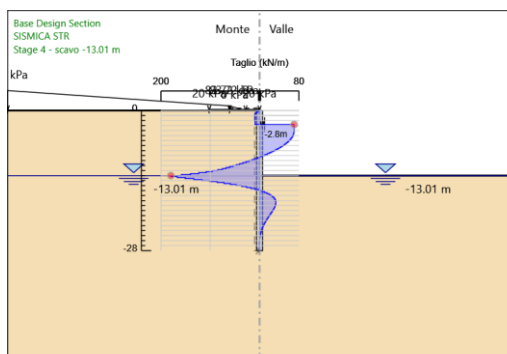 Base Design Section
SISMICA STR
Stage 4 - scavo -13.01 m
Monte
Valle
Taglio (kN/m)
kPa
200
80
0
20 kPa
kPa
-2.8m
-13.01 m
-13.01 m
-28